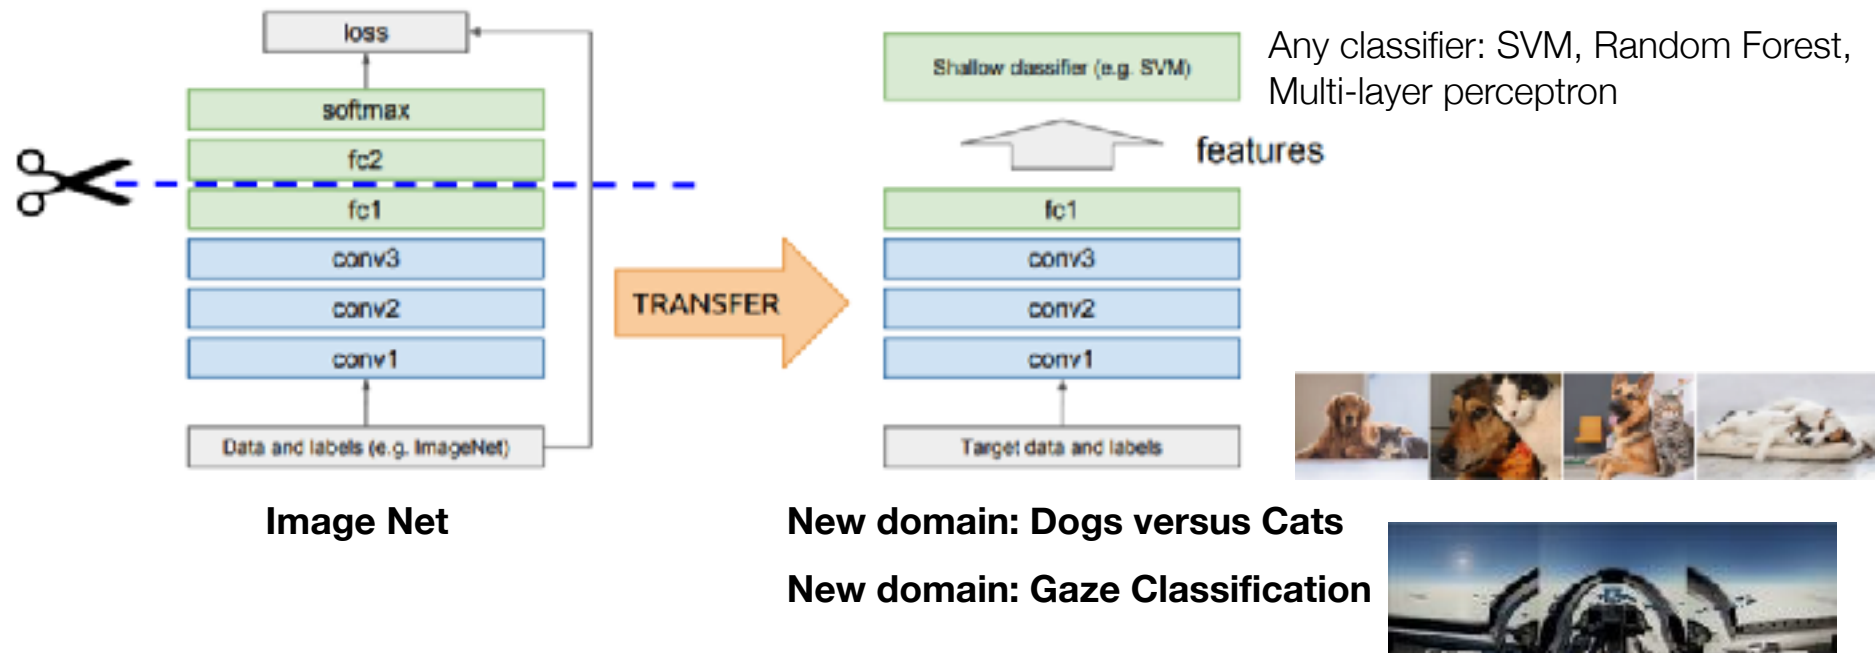 loss
softmax
fc2
fc1
conv3
conv2
conv1
Data and labels (e.g. ImageNet)
Image Net
TRANSFER
Shallow classifier (e.g. SVM)
Any classifier: SVM, Random Forest,
Multi-layer perceptron
features
fc1
conv3
conv2
conv1
Target data and labels
New domain: Dogs versus Cats
New domain: Gaze Classification